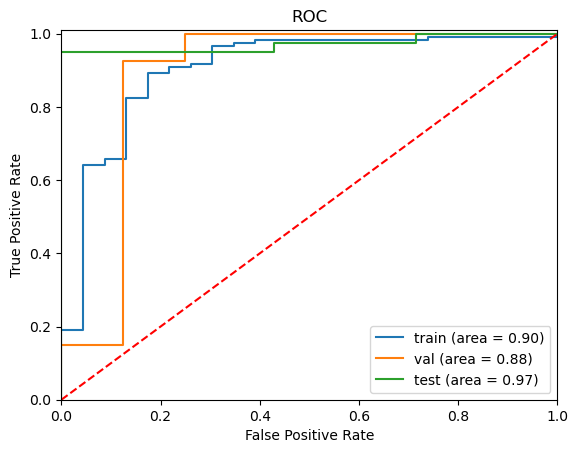 ROC
True Positive Rate
1.0
0.8
0.6
0.4
0.2
0.0
train (area = 0.90)
val (area = 0.88)
test (area = 0.97)
0.0 0.2 0.4 0.6 0.8 1.0
False Positive Rate